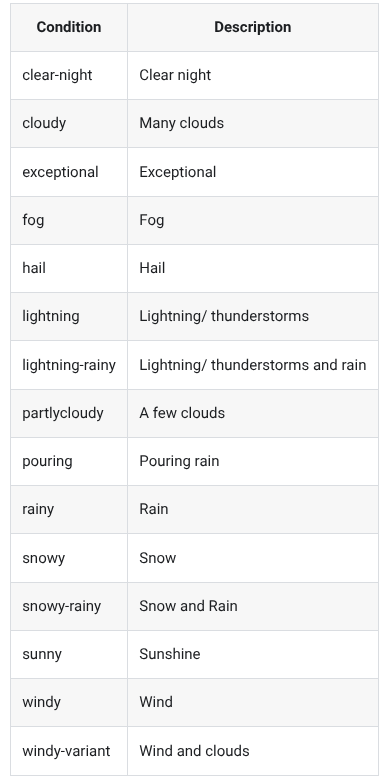 Condition Description
clear-night Clear night
cloudy Many clouds
exceptional Exceptional
fog Fog
hail Hail
lightning Lightning/ thunderstorms
lightning-rainy Lightning/ thunderstorms and rain
partlycloudy A few clouds
pouring Pouring rain
rainy Rain
snowy Snow
snowy-rainy Snow and Rain
sunny Sunshine
windy Wind
windy-variant Wind and clouds